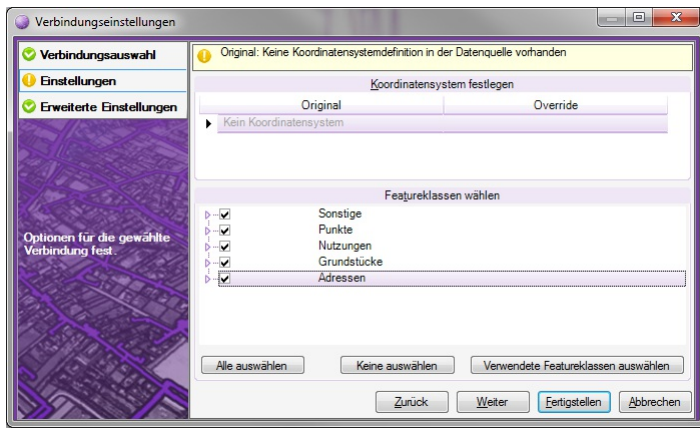 Verbindungseinstellungen
Verbindungsauswahl
Einstellungen
Erweiterte Einstellungen
Optionen für die gewählte
Verbindung fest.
Original: Keine Koordinatensystemdefinition in der Datenquelle vorhanden
Koordinatensystem festlegen
Original Override
Kein Koordinatensystem
Featureklassen wählen
Sonstige
Punkte
Nutzungen
Grundstücke
Adressen
Alle auswählen Keine auswählen Verwendete Featureklassen auswählen
Zurück Weiter Fertigstellen Abbrechen